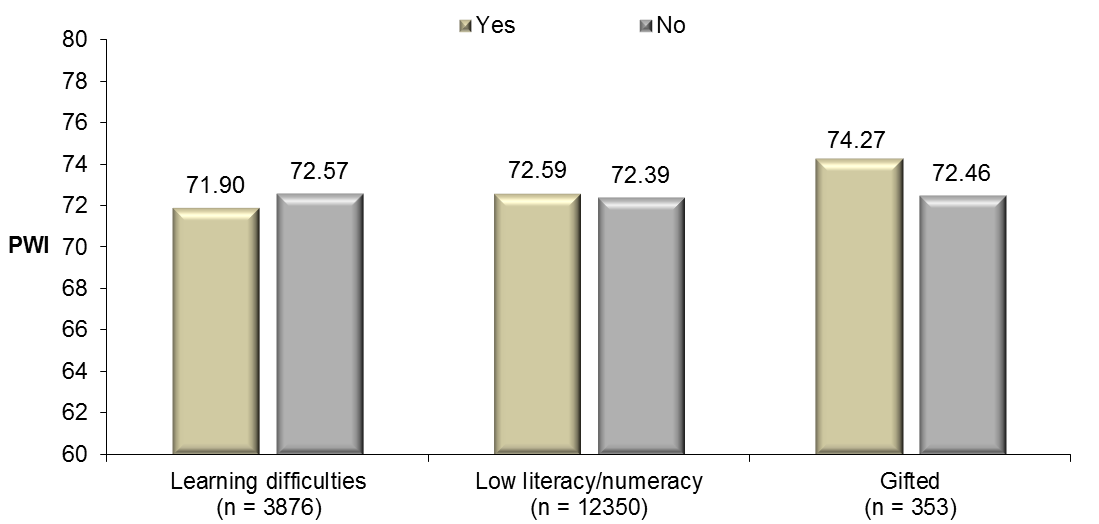 Yes No
80
78
76
74
72
70
68
66
64
62
60
PWI
71.90 72.57 72.59 72.39 74.27 72.46
Learning difficulties Low literacy/numeracy Gifted
(n = 3876) (n = 12350) (n = 353)